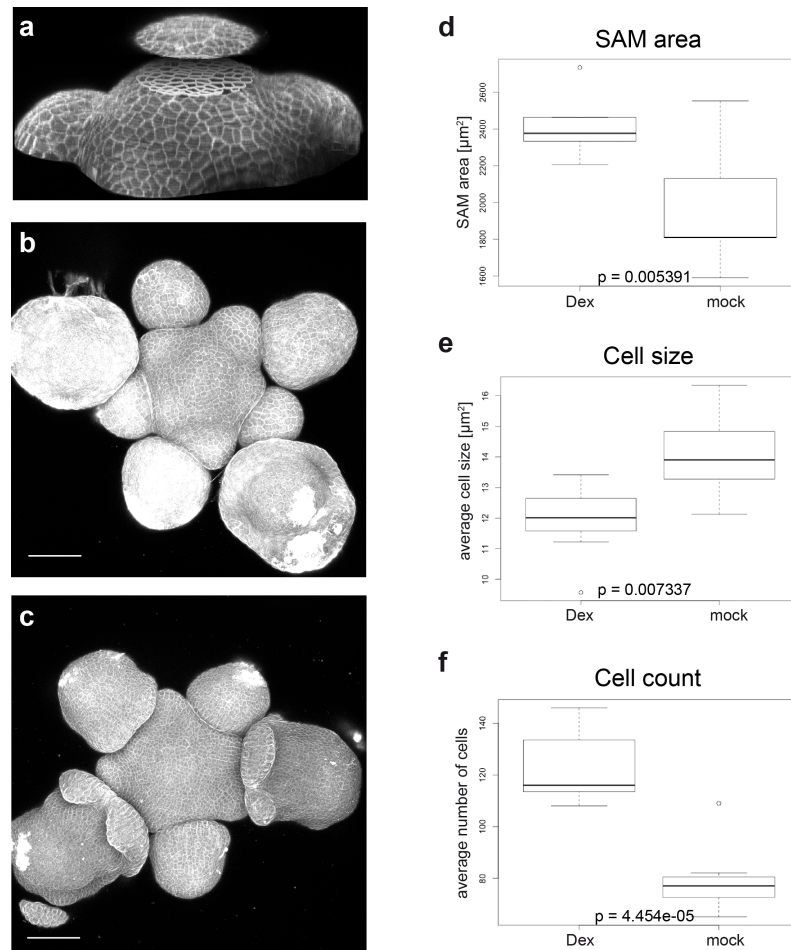 a
b
c
d
SAM area
SAM area [µm²]
2600
2400
2200
2000
1800
1600
p = 0.005391
Dex
mock
e
Cell size
average cell size [µm²]
16
15
14
13
12
11
10
p = 0.007337
Dex
mock
f
Cell count
average number of cells
140
120
100
80
p = 4.454e-05
Dex
mock